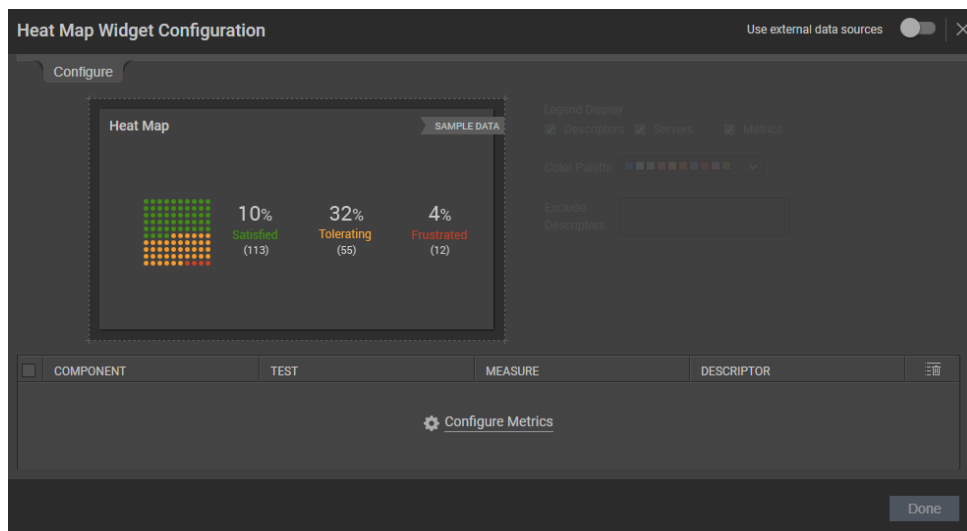 Heat Map Widget Configuration
Use external data sources
Configure
Heat Map
SAMPLE DATA
10%
Satisfied
(113)
32%
Tolerating
(55)
4%
Frustrated
(12)
Legend Display
Descriptors Servers Metrics
Color Palette
Exclude
Descriptors
COMPONENT TEST MEASURE DESCRIPTOR
Configure Metrics
Done